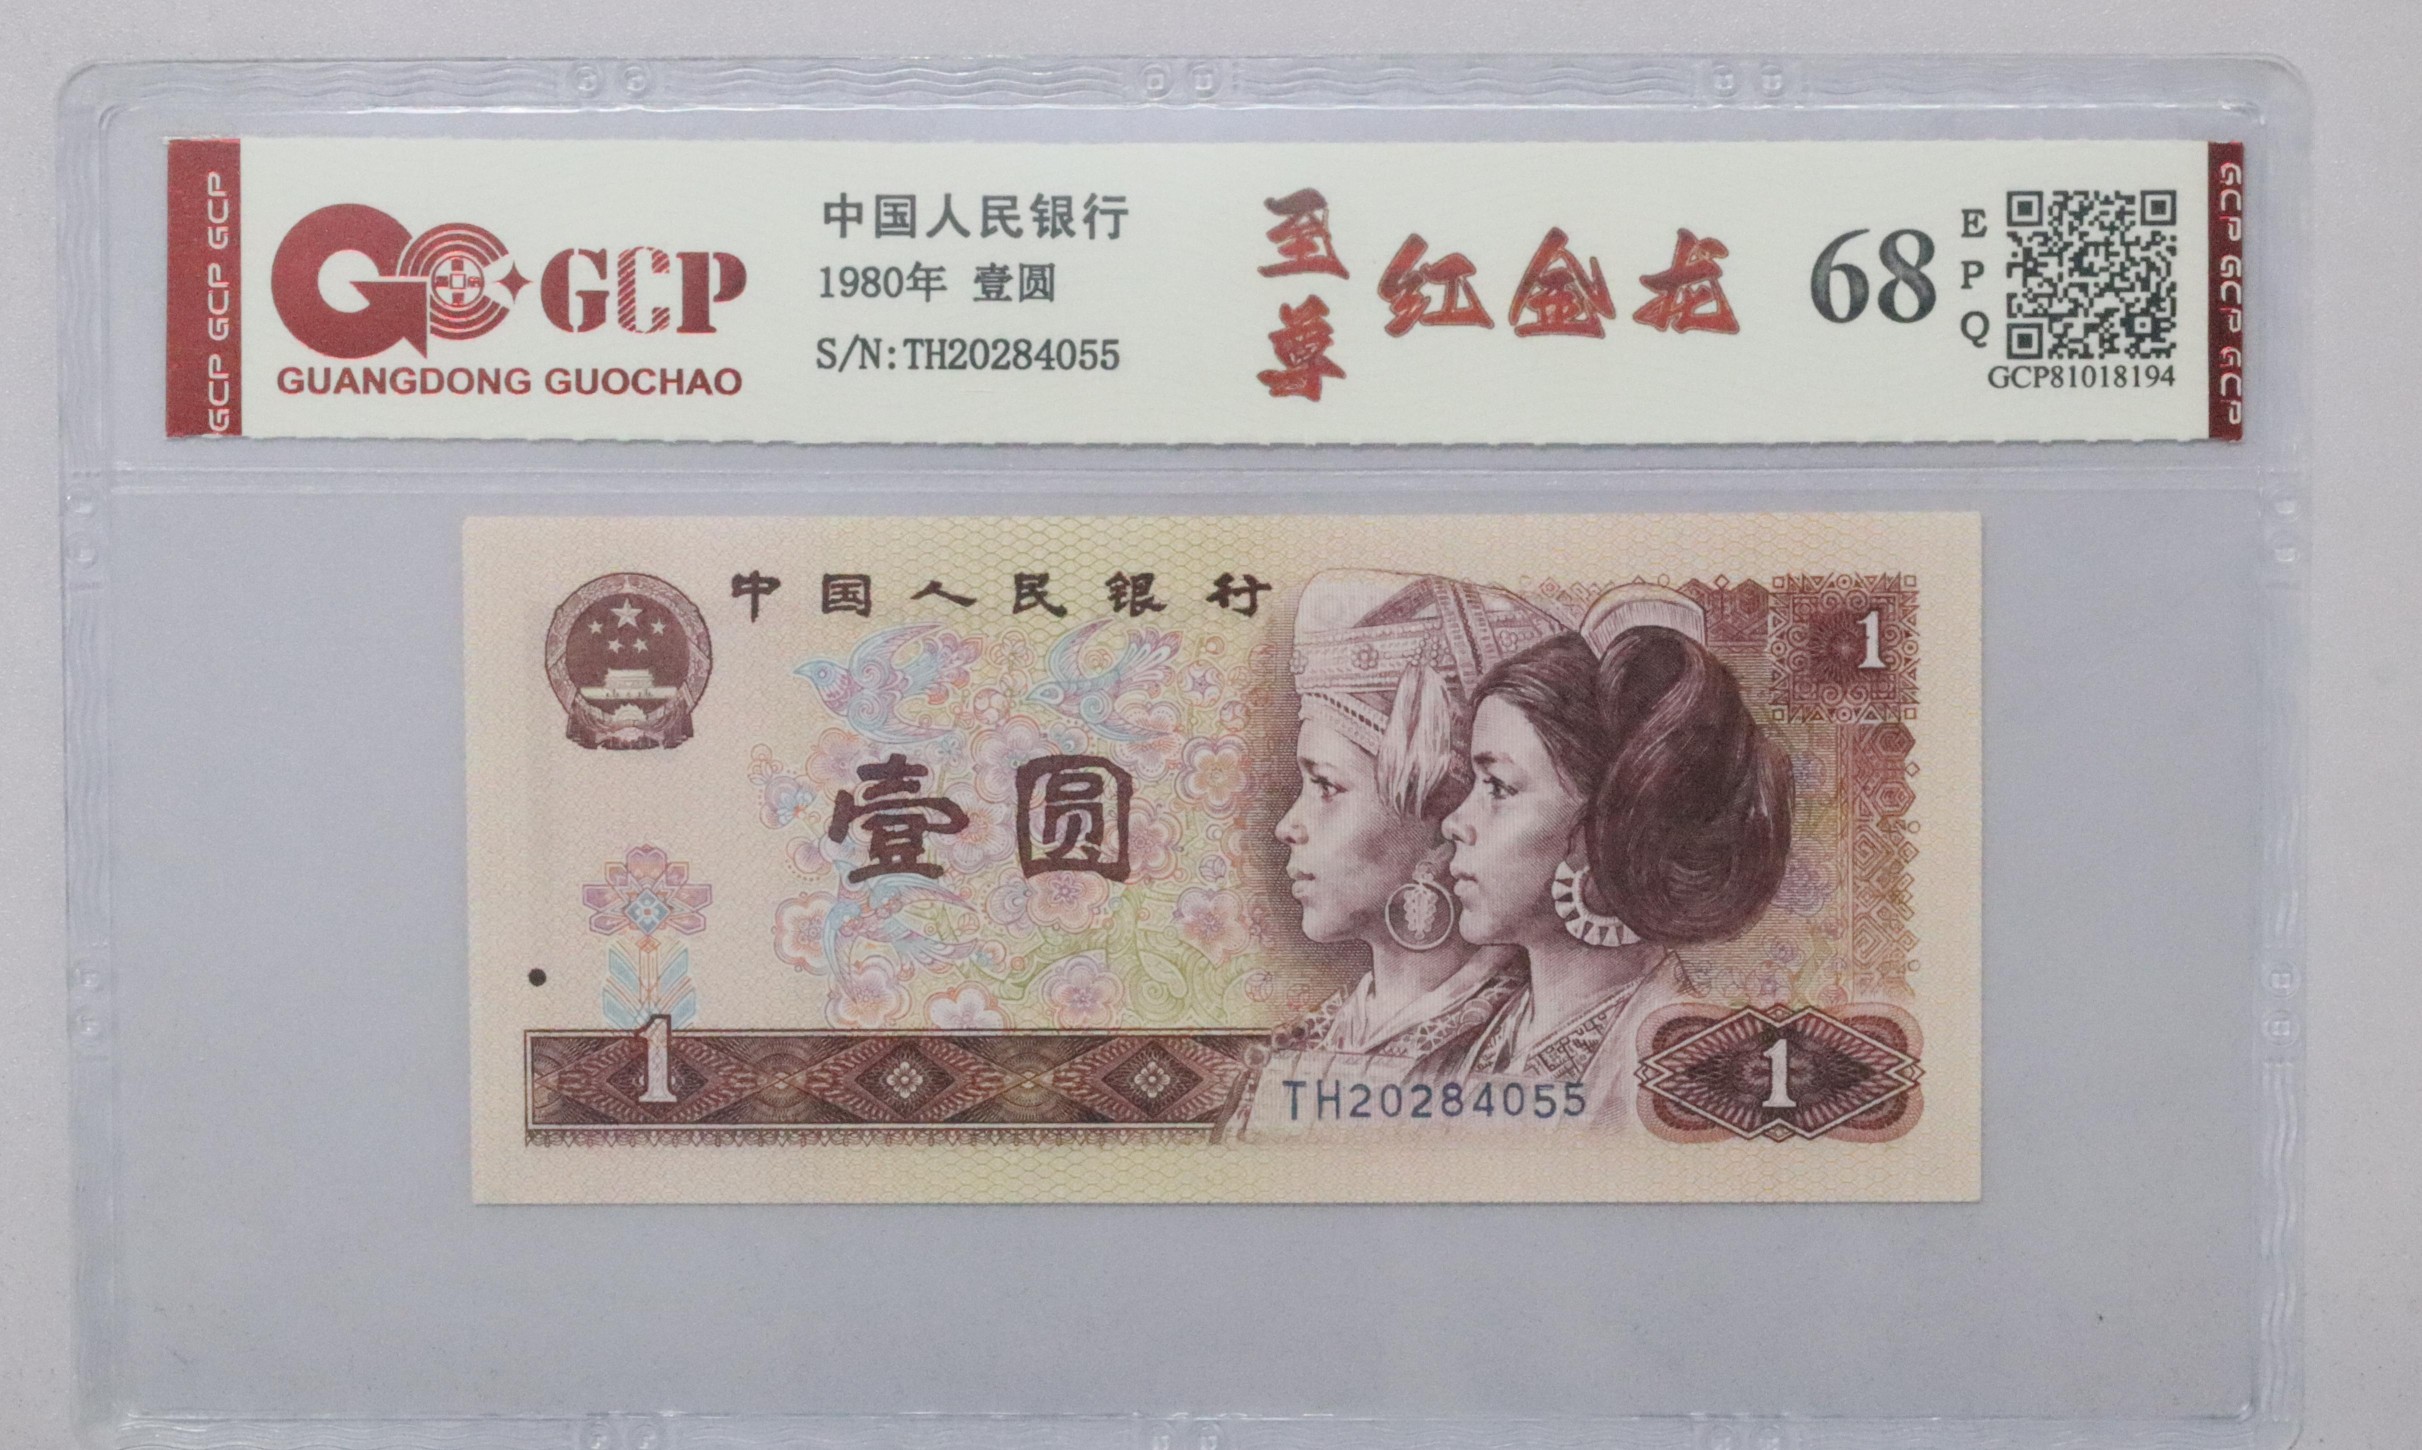 GCP GCP GCP
GCP
GUANGDONG GUOCHAO
中国人民银行
1980年 壹圆
S/N:TH20284055
至尊
红金龙
68
EPQ
GCP81018194
GCP GCP GCP
中国人民银行
1
壹圆
1
TH20284055
1